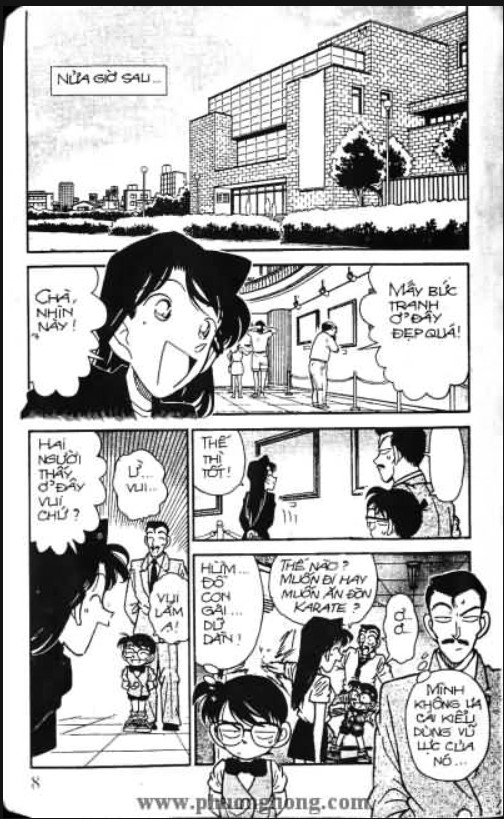 NỬA GIỜ SAU...
CHÀ,
NHÌN
NÀY!
MẤY BỨC
TRANH
Ở ĐÂY
ĐẸP QUÁ!
HAI
NGƯỜI
THẤY
Ở ĐÂY
VUI
CHỨ?
Ừ...
VUI...
VUI
LẮM
Ạ!
THẾ
THÌ
TỐT!
HỪM...
ĐỒ
CON
GÁI...
DỮ
DẰN!
THẾ NÀO?
MUỐN ĐI HAY
MUỐN ĂN ĐÒN
KARATE?
Ơ..
Ơ..
MÌNH
KHÔNG ƯA
CÁI KIỂU
DÙNG VŨ
LỰC CỦA
NÓ...
8
www.phuonghong.com